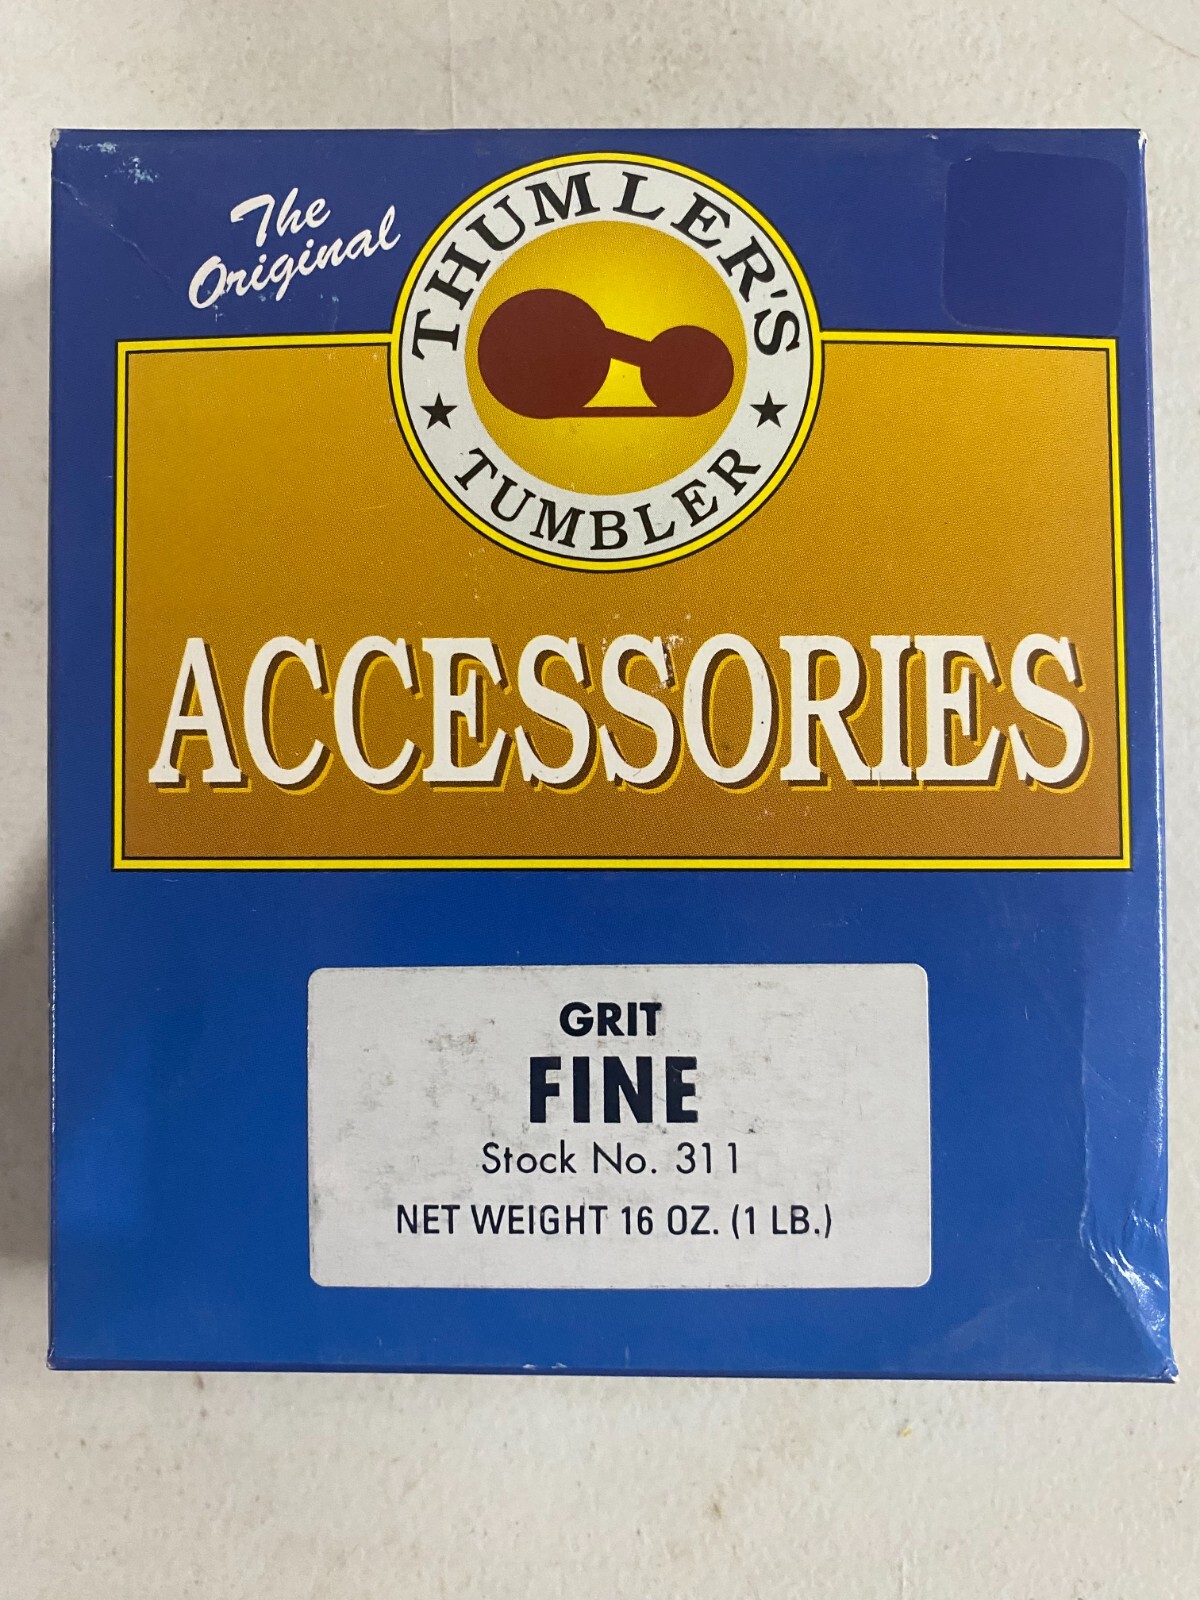 The
Original
THUMLER'S
★ TUMBLER ★
ACCESSORIES
GRIT
FINE
Stock No. 311
NET WEIGHT 16 OZ. (1 LB.)